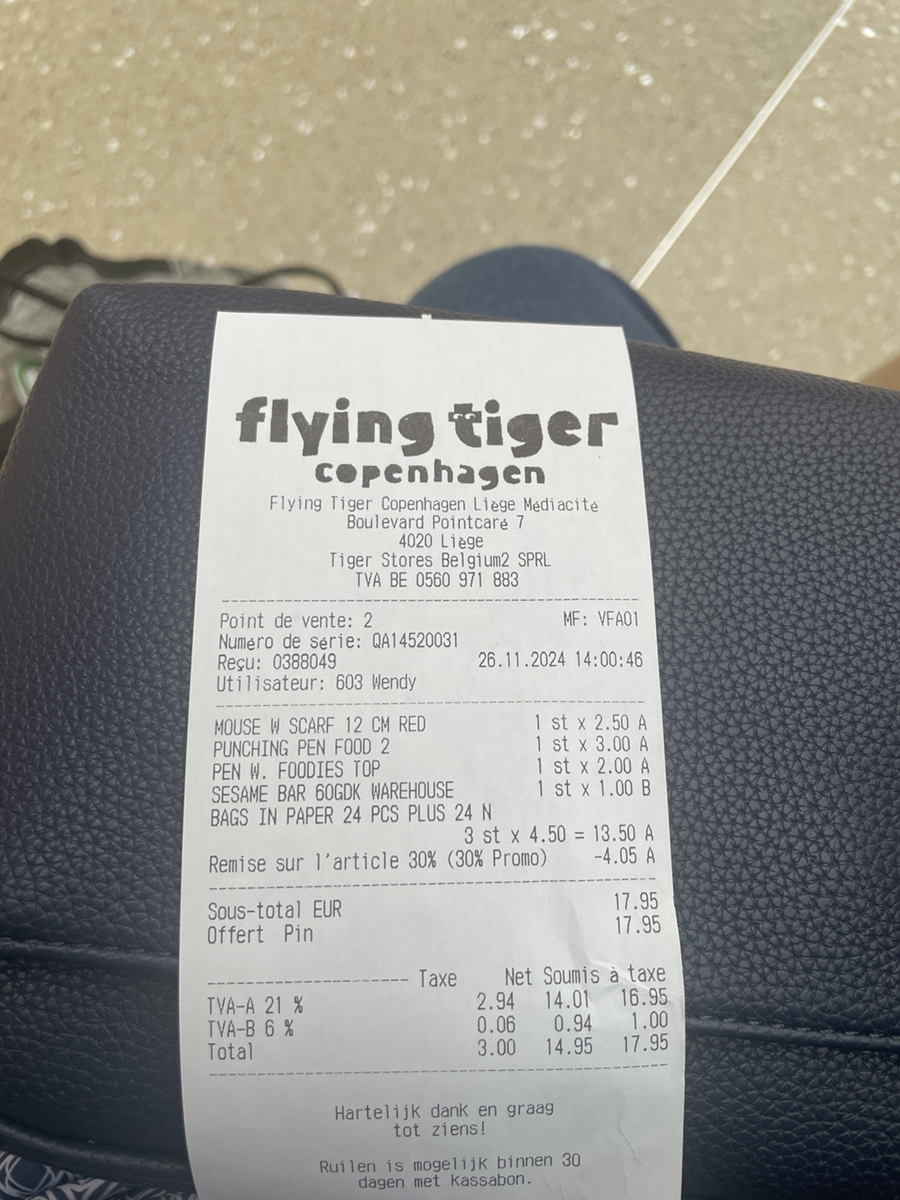 flying tiger
copenhagen
Flying Tiger Copenhagen Liège Médiacité
Boulevard Pointcaré 7
4020 Liège
Tiger Stores Belgium2 SPRL
TVA BE 0560 971 883
Point de vente: 2 MF: VFA01
Numéro de série: QA14520031
Reçu: 0388049 26.11.2024 14:00:46
Utilisateur: 603 Wendy
MOUSE W SCARF 12 CM RED 1 st x 2.50 A
PUNCHING PEN FOOD 2 1 st x 3.00 A
PEN W. FOODIES TOP 1 st x 2.00 A
SESAME BAR 60GDK WAREHOUSE 1 st x 1.00 B
BAGS IN PAPER 24 PCS PLUS 24 N
3 st x 4.50 = 13.50 A
Remise sur l'article 30% (30% Promo) -4.05 A
Sous-total EUR 17.95
Offert Pin 17.95
Taxe Net Soumis à taxe
TVA-A 21 % 2.94 14.01 16.95
TVA-B 6 % 0.06 0.94 1.00
Total 3.00 14.95 17.95
Hartelijk dank en graag
tot ziens!
Ruilen is mogelijk binnen 30
dagen met Kassabon.